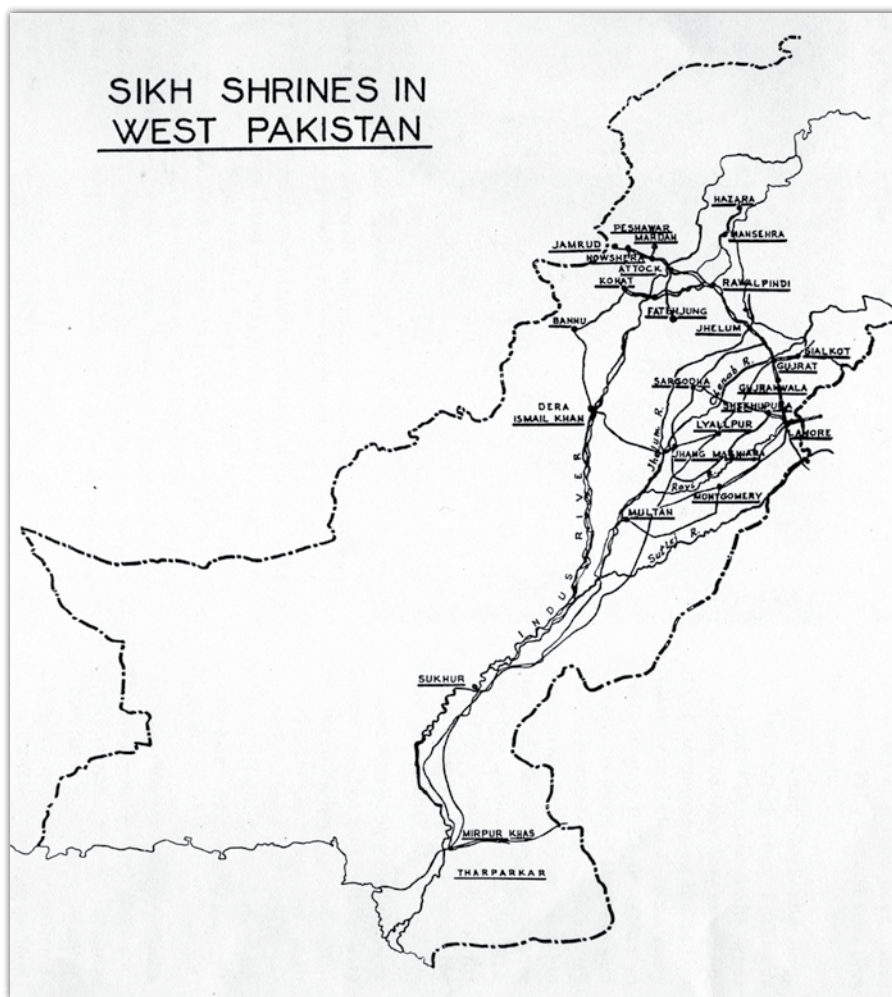 SIKH SHRINES IN
WEST PAKISTAN
HAZARA
MANSEHRA
PESHAWAR
MARDAN
JAMRUD
NOWSHERA
ATTOCK
KOHAT
RAWALPINDI
FATEHJUNG
BANNU
JHELUM
SIALKOT
GUJRAT
Chenab R.
SARGODHA
GUJRANWALA
SHEKHUPURA
DERA
ISMAIL KHAN
LYALLPUR
LAHORE
Jhelum R.
JHANG MAGHIANA
Ravi R.
MONTGOMERY
MULTAN
Sutlej R.
INDUS RIVER
SUKHUR
MIRPUR KHAS
THARPARKAR